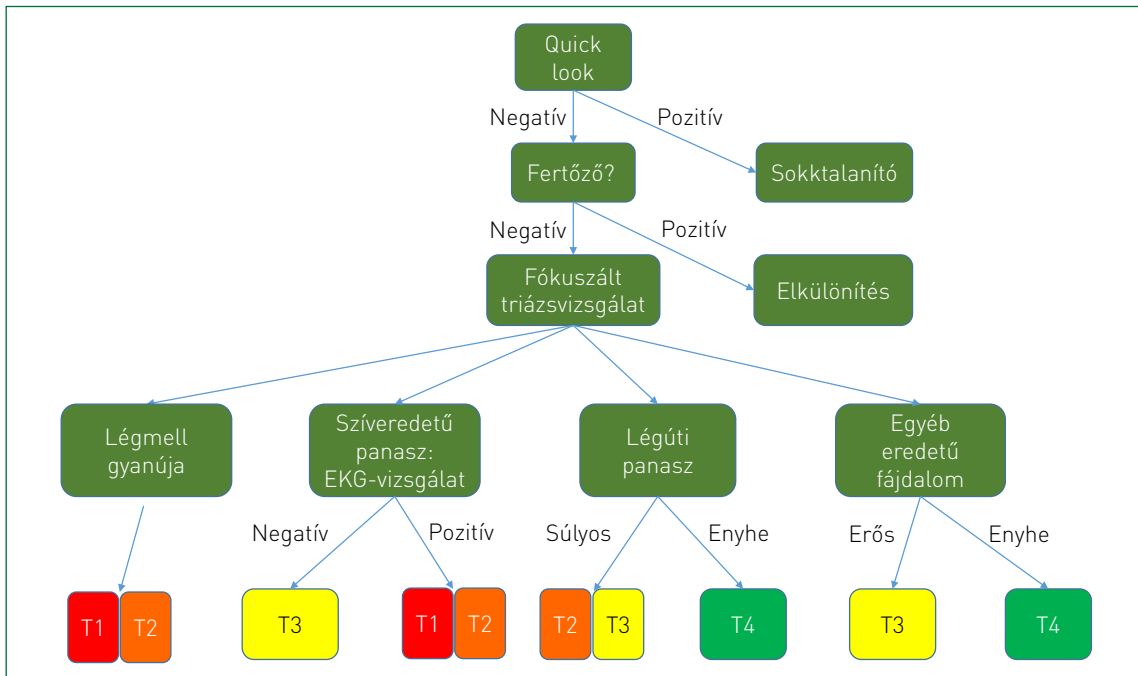 Quick
look
Negatív
Pozitív
Fertőző?
Sokktalanító
Negatív
Pozitív
Fókuszált
triázsvizsgálat
Elkülönítés
Légmell
gyanúja
Szíveredetű
panasz:
EKG-vizsgálat
Légúti
panasz
Egyéb
eredetű
fájdalom
Negatív
Pozitív
Súlyos
Enyhe
Erős
Enyhe
T1
T2
T3
T1
T2
T2
T3
T4
T3
T4